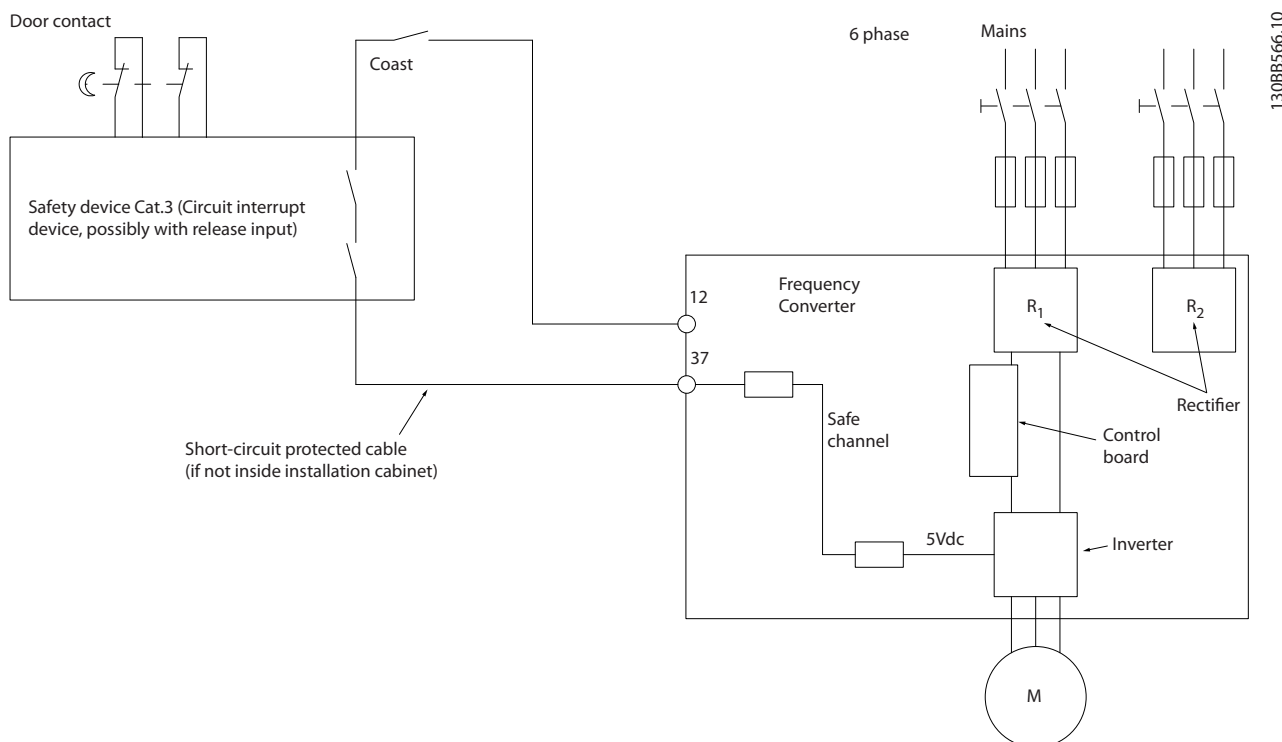 Door contact
Coast
6 phase
Mains
130BB566.10
Safety device Cat.3 (Circuit interrupt
device, possibly with release input)
12
Frequency
Converter
R1
R2
37
Rectifier
Safe
channel
Control
board
Short-circuit protected cable
(if not inside installation cabinet)
5Vdc
Inverter
M